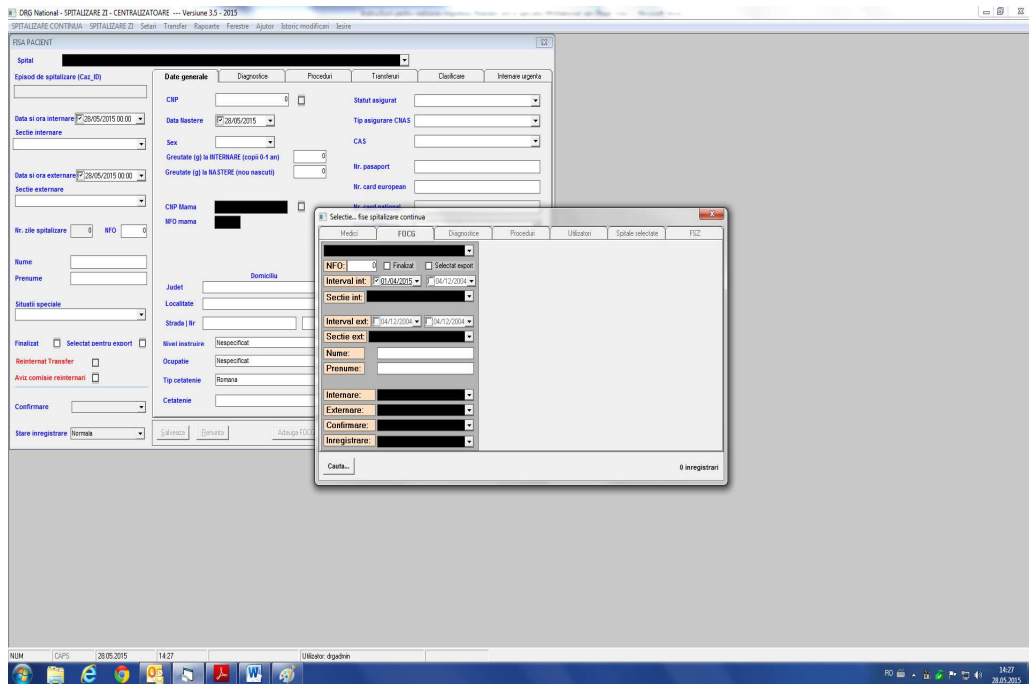 DRG National - SPITALIZARE ZI - CENTRALIZATOARE --- Versiune 3.5 - 2015
SPITALIZARE CONTINUA SPITALIZARE ZI Setari Transfer Rapoarte Ferestre Ajutor Istoric modificari Iesire
FISA PACIENT
Spital
Episod de spitalizare (Caz_ID)
Data si ora internare 28/05/2015 00:00
Sectie internare
Data si ora externare 28/05/2015 00:00
Sectie externare
Nr. zile spitalizare 0 NFO 0
Nume
Prenume
Situatii speciale
Finalizat Selectat pentru export
Reinternat Transfer
Aviz comisie reinternari
Confirmare
Stare inregistrare Normala
Date generale Diagnostice Proceduri Transferuri Clasificare Internare urgenta
CNP 0 Statut asigurat
Data Nastere 28/05/2015 Tip asigurare CNAS
Sex CAS
Greutate (g) la INTERNARE (copii 0-1 an) 0
Nr. pasaport
Greutate (g) la NASTERE (nou nascuti) 0
Nr. card european
CNP Mama Nr. card national
NFO mama
Domiciliu
Judet
Localitate
Strada | Nr
Nivel instruire Nespecificat
Ocupatie Nespecificat
Tip cetatenie Romana
Cetatenie
Salveaza Renunta Adauga FOCG
Selectie... fise spitalizare continua
Medici FOCG Diagnostice Proceduri Utilizatori Spitale selectate FSZ
NFO: 0 Finalizat Selectat export
Interval int: 01/04/2015 04/12/2004
Sectie int:
Interval ext: 04/12/2004 04/12/2004
Sectie ext:
Nume:
Prenume:
Internare:
Externare:
Confirmare:
Inregistrare:
Cauta... 0 inregistrari
NUM CAPS 28.05.2015 14:27 Utilizator: drgadmin
RO 14:27
28.05.2015